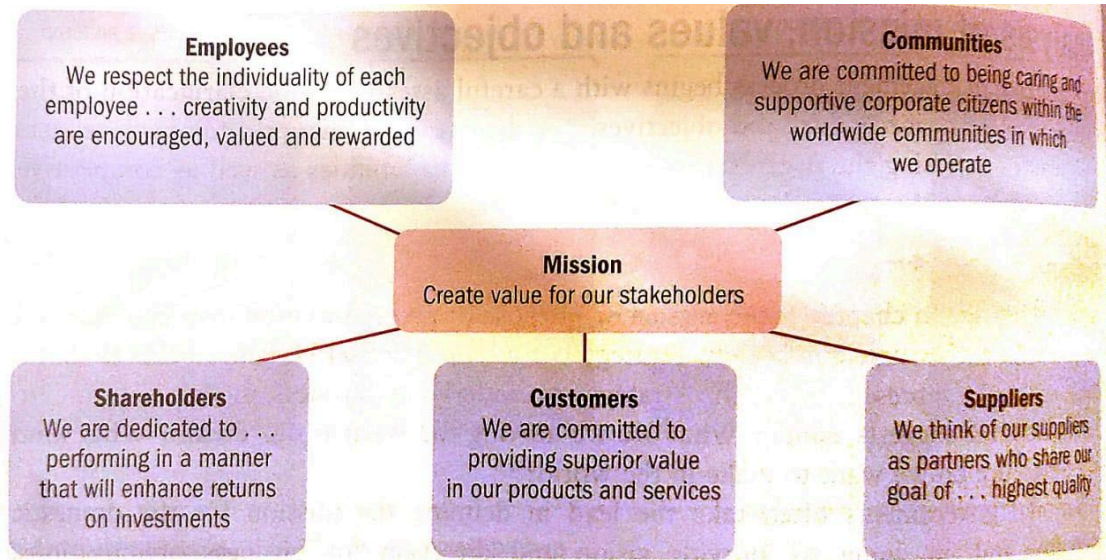 Employees
We respect the individuality of each
employee . . . creativity and productivity
are encouraged, valued and rewarded
Communities
We are committed to being caring and
supportive corporate citizens within the
worldwide communities in which
we operate
Mission
Create value for our stakeholders
Shareholders
We are dedicated to . . .
performing in a manner
that will enhance returns
on investments
Customers
We are committed to
providing superior value
in our products and services
Suppliers
We think of our suppliers
as partners who share our
goal of . . . highest quality